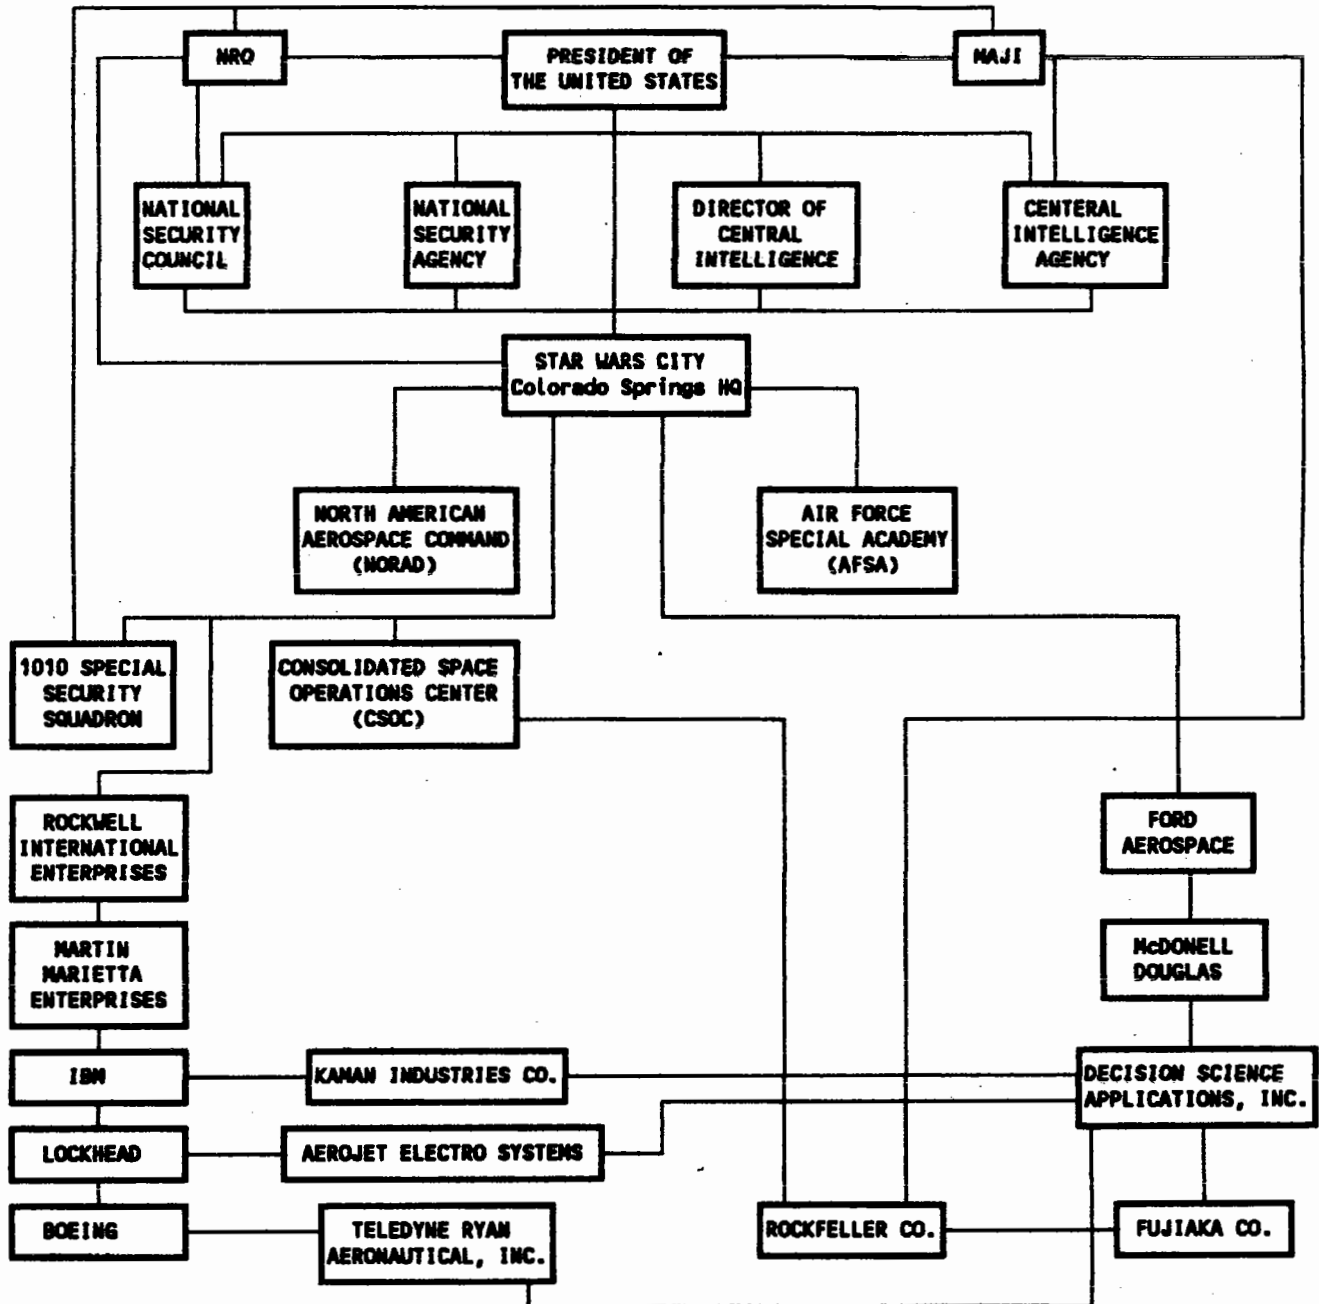 NRO
PRESIDENT OF
THE UNITED STATES
MAJI
NATIONAL
SECURITY
COUNCIL
NATIONAL
SECURITY
AGENCY
DIRECTOR OF
CENTRAL
INTELLIGENCE
CENTERAL
INTELLIGENCE
AGENCY
STAR WARS CITY
Colorado Springs HQ
NORTH AMERICAN
AEROSPACE COMMAND
(NORAD)
AIR FORCE
SPECIAL ACADEMY
(AFSA)
1010 SPECIAL
SECURITY
SQUADRON
CONSOLIDATED SPACE
OPERATIONS CENTER
(CSOC)
ROCKWELL
INTERNATIONAL
ENTERPRISES
FORD
AEROSPACE
MARTIN
MARIETTA
ENTERPRISES
McDONELL
DOUGLAS
IBM
KAMAN INDUSTRIES CO.
DECISION SCIENCE
APPLICATIONS, INC.
LOCKHEAD
AEROJET ELECTRO SYSTEMS
BOEING
TELEDYNE RYAN
AERONAUTICAL, INC.
ROCKFELLER CO.
FUJIAKA CO.